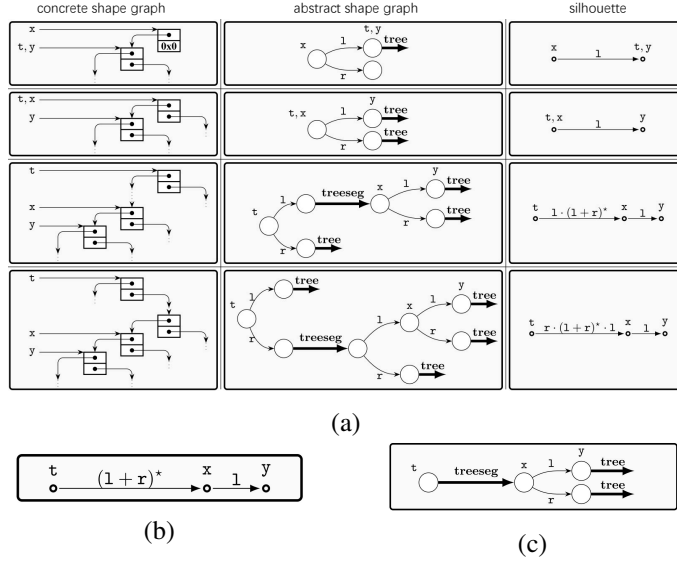 concrete shape graph abstract shape graph silhouette
x
t, y
0x0
x l t, y tree
r
x l t, y
t, x
y
t, x l y tree
r tree
t, x l y
t
x
y
t l treeseg x l y tree
r tree
r tree
t l · (l + r)* x l y
t
x
y
t l tree
r treeseg l x l y tree
r tree
r tree
t r · (l + r)* · l x l y
(a)
t (l + r)* x l y
(b)
t treeseg x l y tree
r tree
(c)